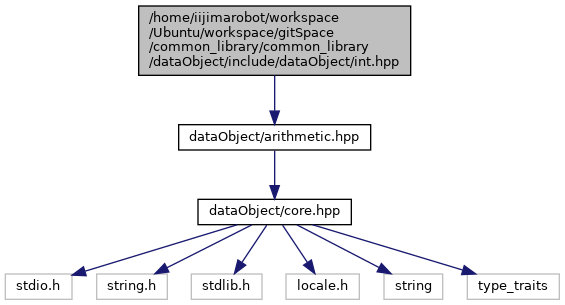 /home/iijimarobot/workspace
/Ubuntu/workspace/gitSpace
/common_library/common_library
/dataObject/include/dataObject/int.hpp
dataObject/arithmetic.hpp
dataObject/core.hpp
stdio.h
string.h
stdlib.h
locale.h
string
type_traits